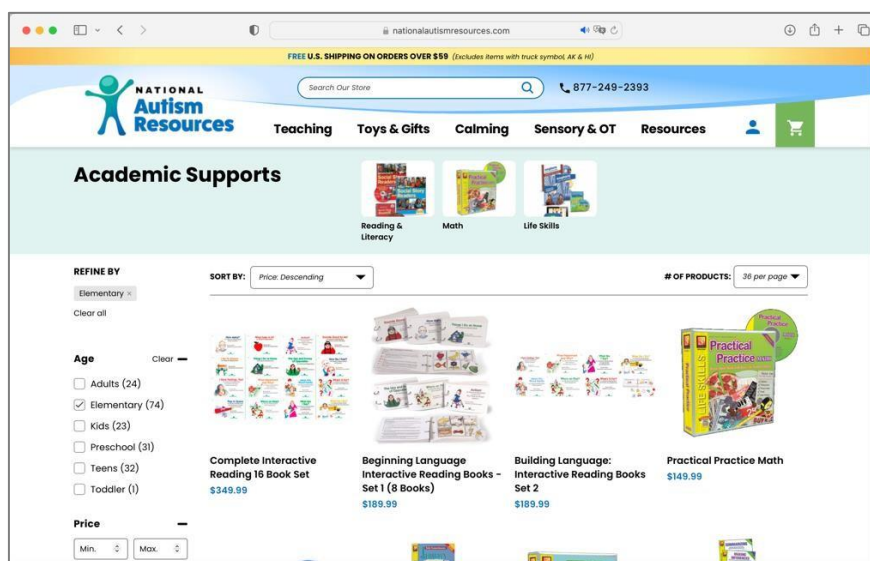 nationalautismresources.com
FREE U.S. SHIPPING ON ORDERS OVER $59 (Excludes items with truck symbol, AK & HI)
NATIONAL
Autism
Resources
Search Our Store
877-249-2393
Teaching Toys & Gifts Calming Sensory & OT Resources
Academic Supports
Reading &
Literacy
Math
Life Skills
REFINE BY
Elementary ×
Clear all
SORT BY: Price: Descending
# OF PRODUCTS: 36 per page
Age Clear
Adults (24)
Elementary (74)
Kids (23)
Preschool (31)
Teens (32)
Toddler (1)
Price
Min. Max.
Practical
Practice
LIFE SKILLS
Complete Interactive
Reading 16 Book Set
$349.99
Beginning Language
Interactive Reading Books -
Set 1 (8 Books)
$189.99
Building Language:
Interactive Reading Books
Set 2
$189.99
Practical Practice Math
$149.99